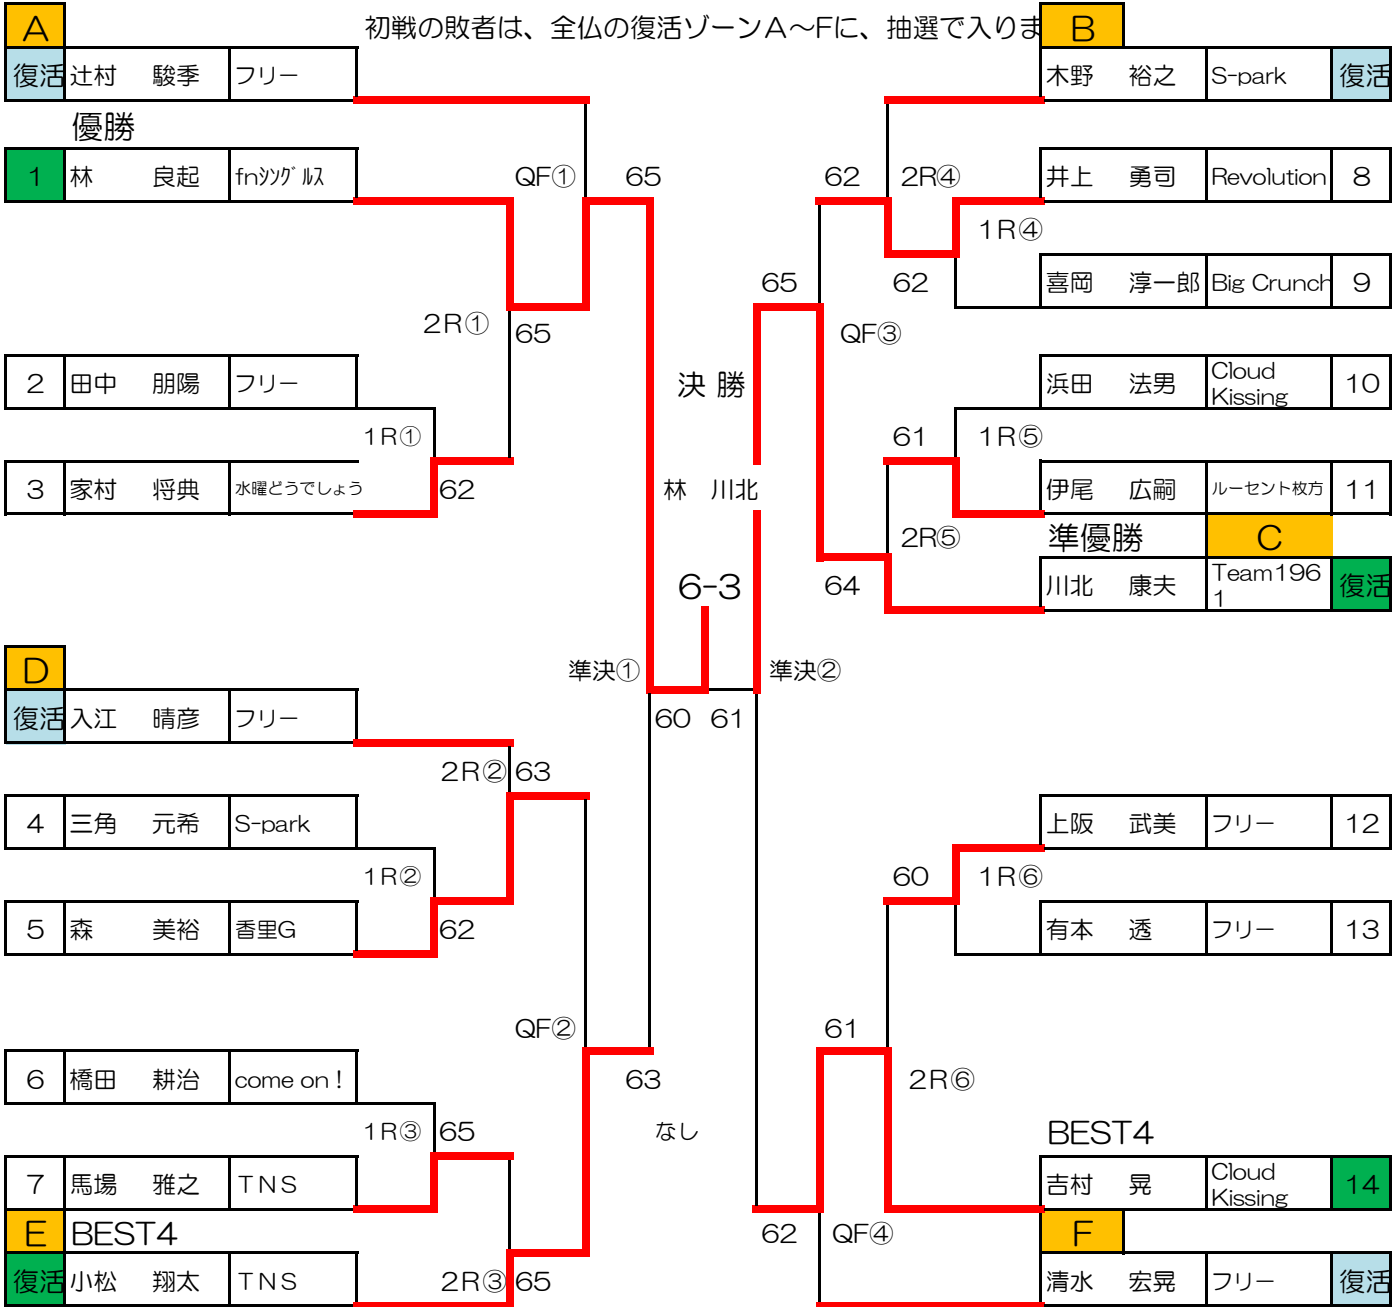 初戦の敗者は、全仏の復活ゾーンA～Fに、抽選で入りま
A
復活 辻村 駿季 フリー
優勝
1 林 良起 fnｼﾝｸﾞﾙｽ
QF① 65
2R① 65
2 田中 朋陽 フリー
1R①
3 家村 将典 水曜どうでしょう 62
D
復活 入江 晴彦 フリー
2R② 63
4 三角 元希 S-park
1R②
5 森 美裕 香里G 62
QF②
6 橋田 耕治 come on！ 63
1R③ 65
7 馬場 雅之 TNS
E BEST4
復活 小松 翔太 TNS 2R③ 65
決 勝
林 川北
6-3
準決① 準決②
60 61
なし
B
木野 裕之 S-park 復活
62 2R④ 井上 勇司 Revolution 8
1R④
65 62 喜岡 淳一郎 Big Crunch 9
QF③
浜田 法男 Cloud Kissing 10
61 1R⑤
伊尾 広嗣 ルーセント枚方 11
2R⑤ 準優勝 C
64 川北 康夫 Team1961 復活
上阪 武美 フリー 12
60 1R⑥
有本 透 フリー 13
61
2R⑥
BEST4
吉村 晃 Cloud Kissing 14
62 QF④ F
清水 宏晃 フリー 復活